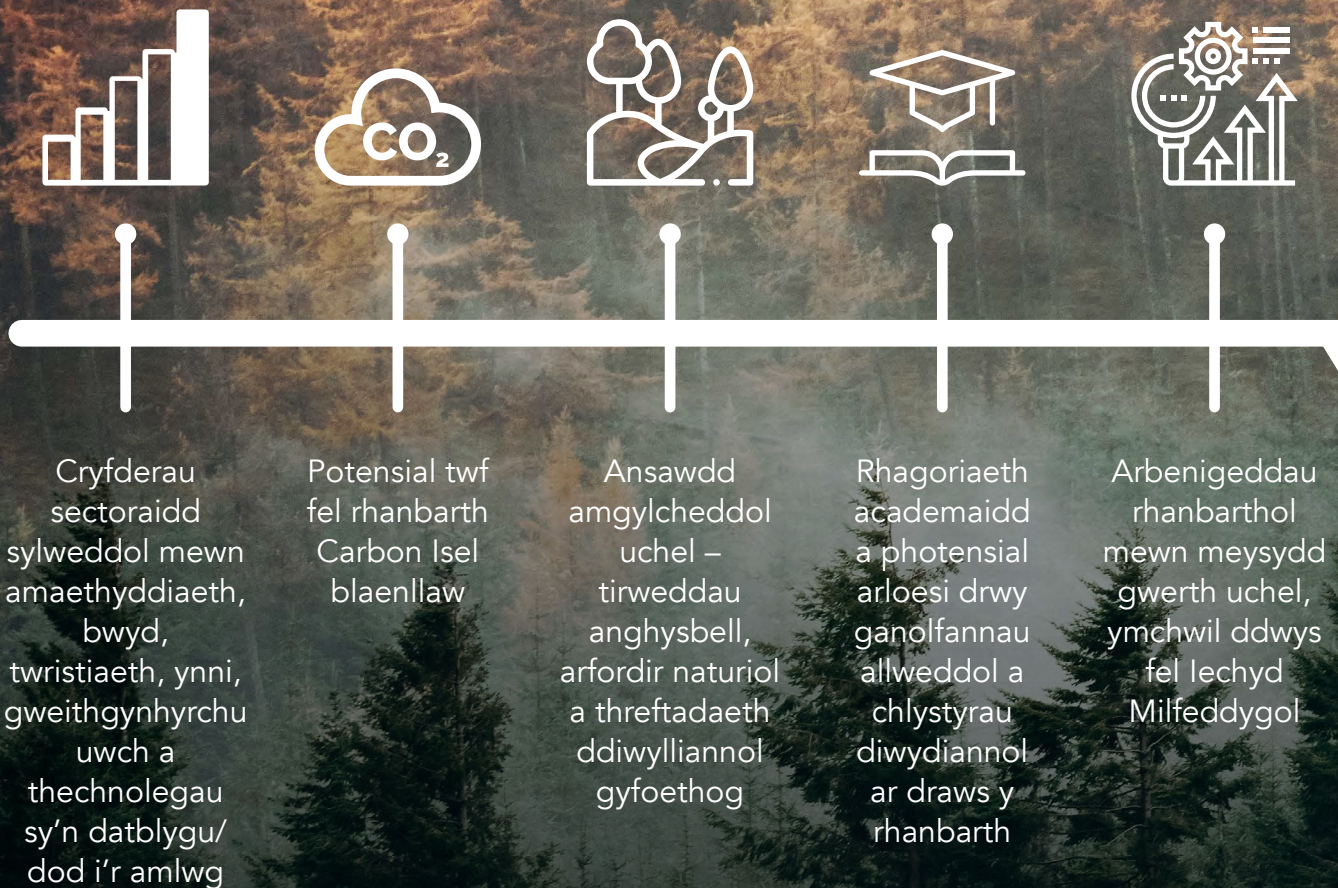 CO₂
Cryfderau
sectoraidd
sylweddol mewn
amaethyddiaeth,
bwyd,
twristiaeth, ynni,
gweithgynhyrchu
uwch a
thechnolegau
sy’n datblygu/
dod i’r amlwg
Potensial twf
fel rhanbarth
Carbon Isel
blaenllaw
Ansawdd
amgylcheddol
uchel –
tirweddau
anghysbell,
arfordir naturiol
a threftadaeth
ddiwylliannol
gyfoethog
Rhagoriaeth
academaidd
a photensial
arloesi drwy
ganolfannau
allweddol a
chlystyrau
diwydiannol
ar draws y
rhanbarth
Arbenigeddau
rhanbarthol
mewn meysydd
gwerth uchel,
ymchwil ddwys
fel Iechyd
Milfeddygol